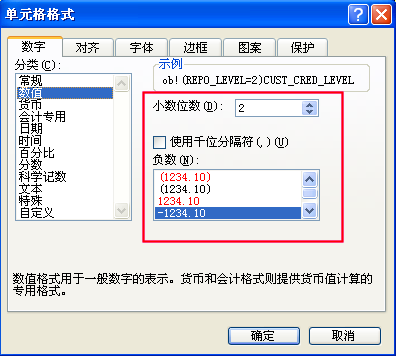 单元格格式
数字 对齐 字体 边框 图案 保护
分类(C):
常规
数值
货币
会计专用
日期
时间
百分比
分数
科学记数
文本
特殊
自定义
示例
ob!(REPO_LEVEL=2)CUST_CRED_LEVEL
小数位数(D): 2
使用千位分隔符(,)(U)
负数(N):
(1234.10)
(1234.10)
1234.10
-1234.10
数值格式用于一般数字的表示。货币和会计格式则提供货币值计算的
专用格式。
确定 取消